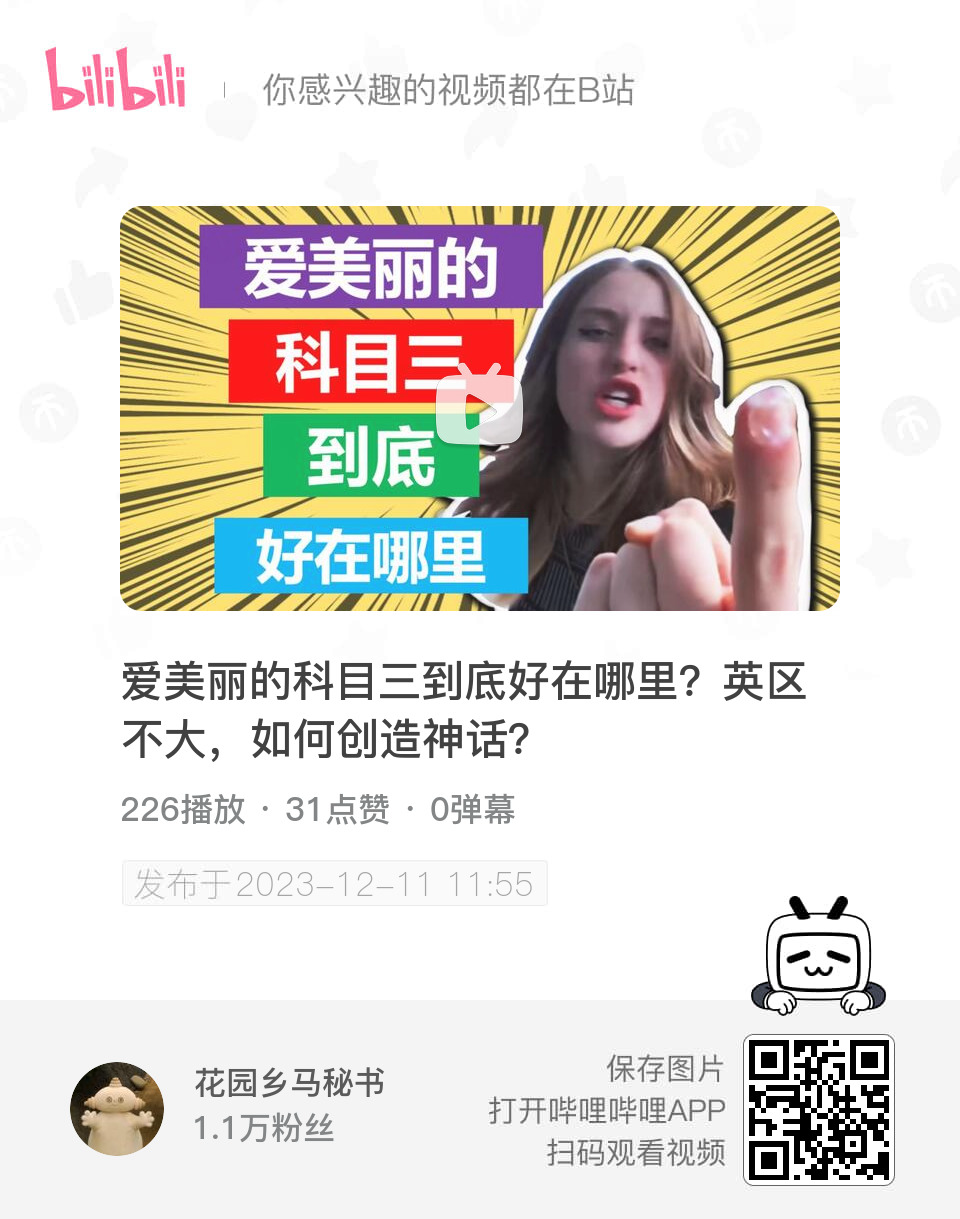 bilibili
你感兴趣的视频都在B站
爱美丽的
科目三
到底
好在哪里
爱美丽的科目三到底好在哪里？英区
不大，如何创造神话？
226播放 · 31点赞 · 0弹幕
发布于2023-12-11 11:55
花园乡马秘书
1.1万粉丝
保存图片
打开哔哩哔哩APP
扫码观看视频